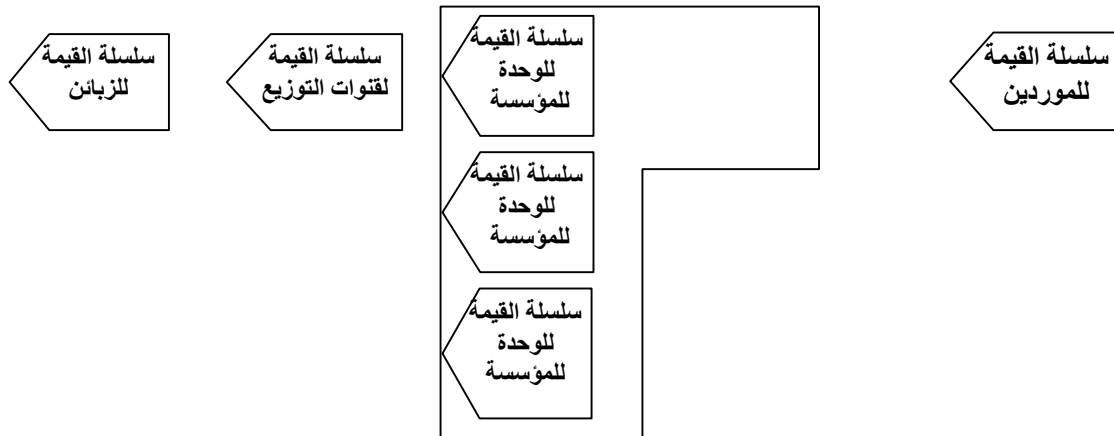 سلسلة القيمة
للموردين
سلسلة القيمة
للوحدة
للمؤسسة
سلسلة القيمة
للوحدة
للمؤسسة
سلسلة القيمة
للوحدة
للمؤسسة
سلسلة القيمة
لقنوات التوزيع
سلسلة القيمة
للزبائن